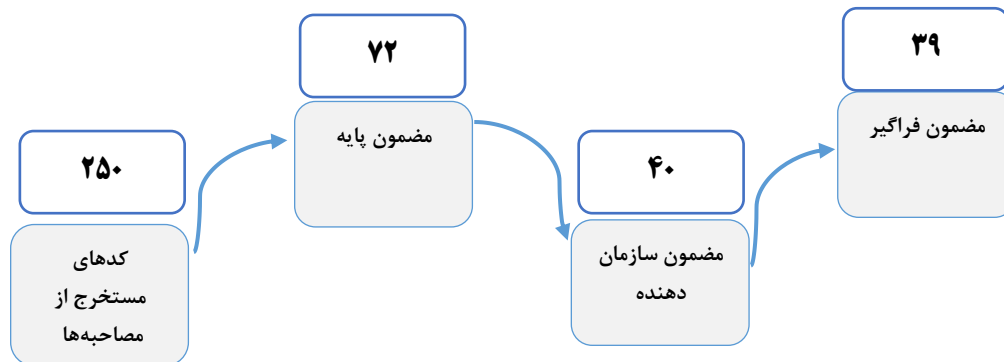 ۲۵۰
کدهای
مستخرج از
مصاحبه‌ها
۷۲
مضمون پایه
۴۰
مضمون سازمان
دهنده
۳۹
مضمون فراگیر